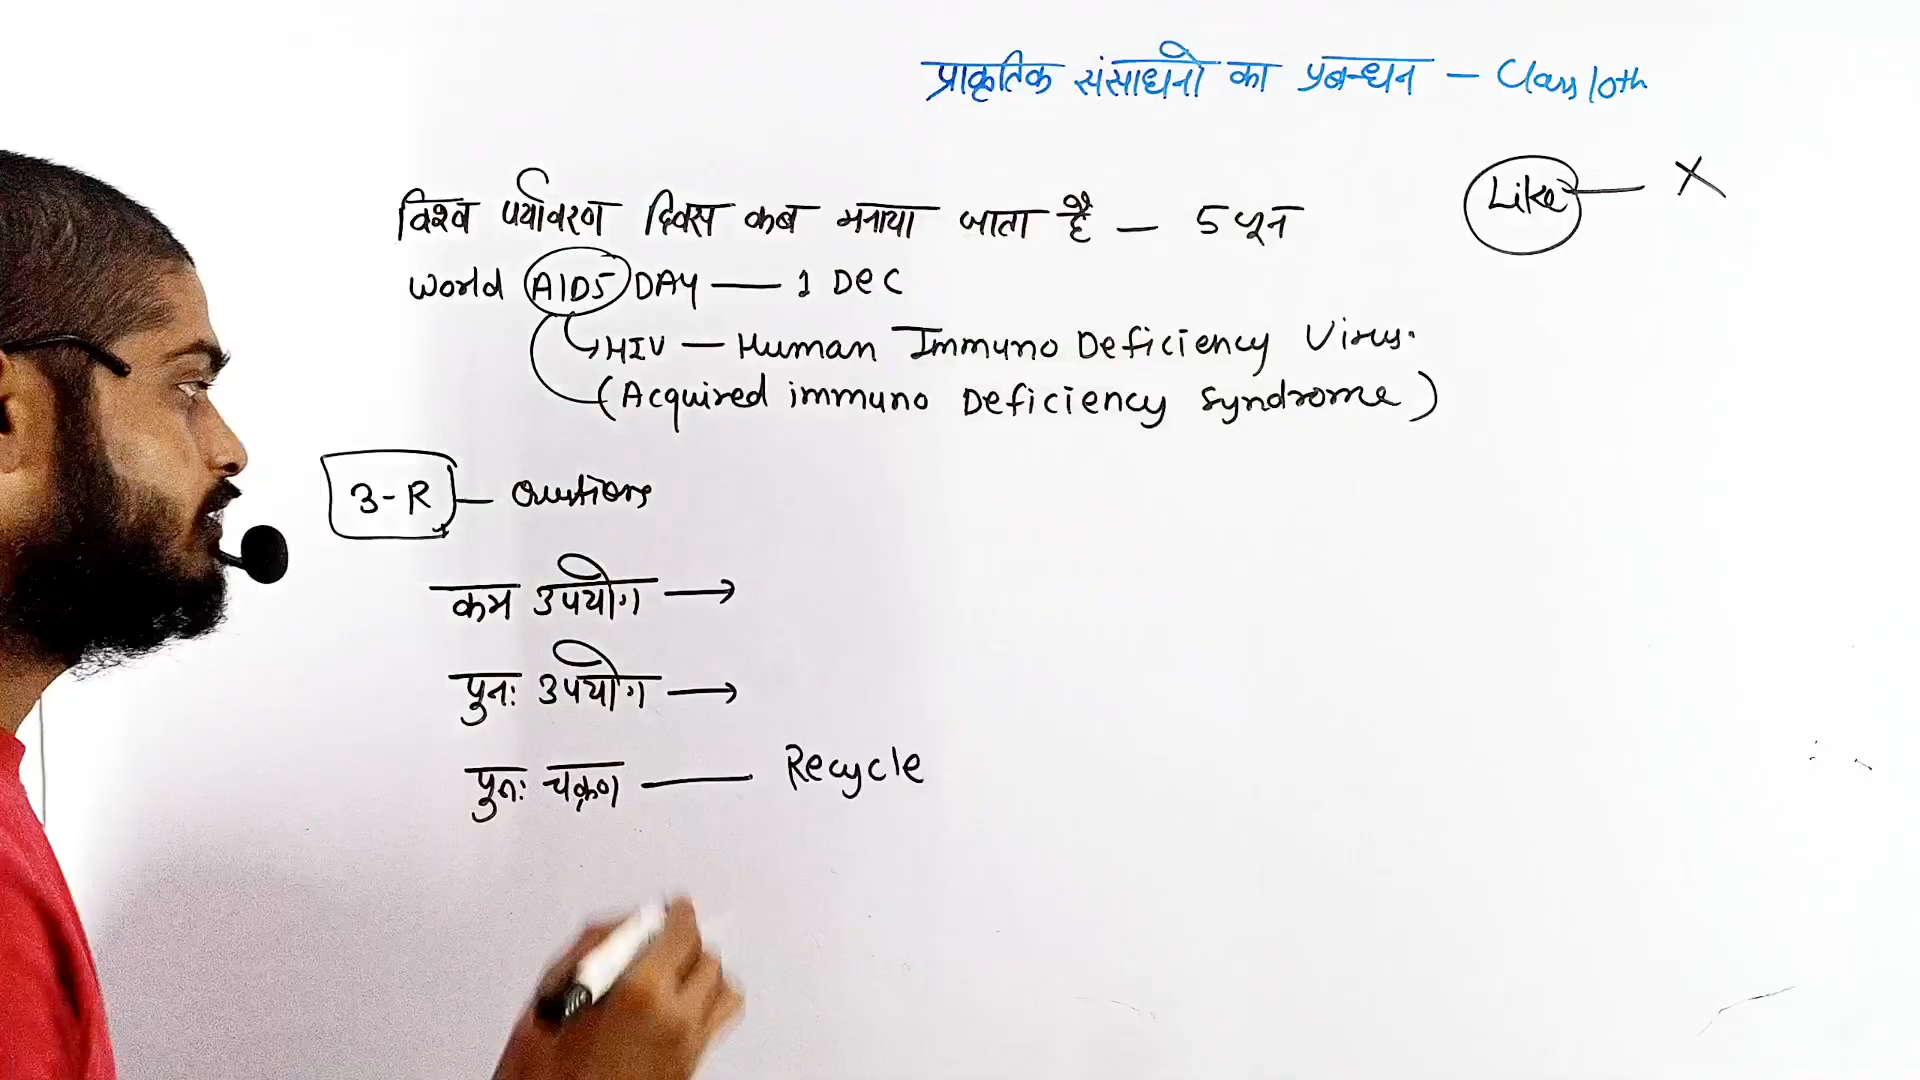 प्राकृतिक संसाधनो का प्रबन्धन – Class 10th
Like — X
विश्व पर्यावरण दिवस कब मनाया जाता है – 5 जून
World AIDS DAY — 1 DEC
HIV — Human Immuno Deficiency Virus.
(Acquired immuno Deficiency Syndrome)
3-R — Questions
कम उपयोग →
पुनः उपयोग →
पुनः चक्रण — Recycle